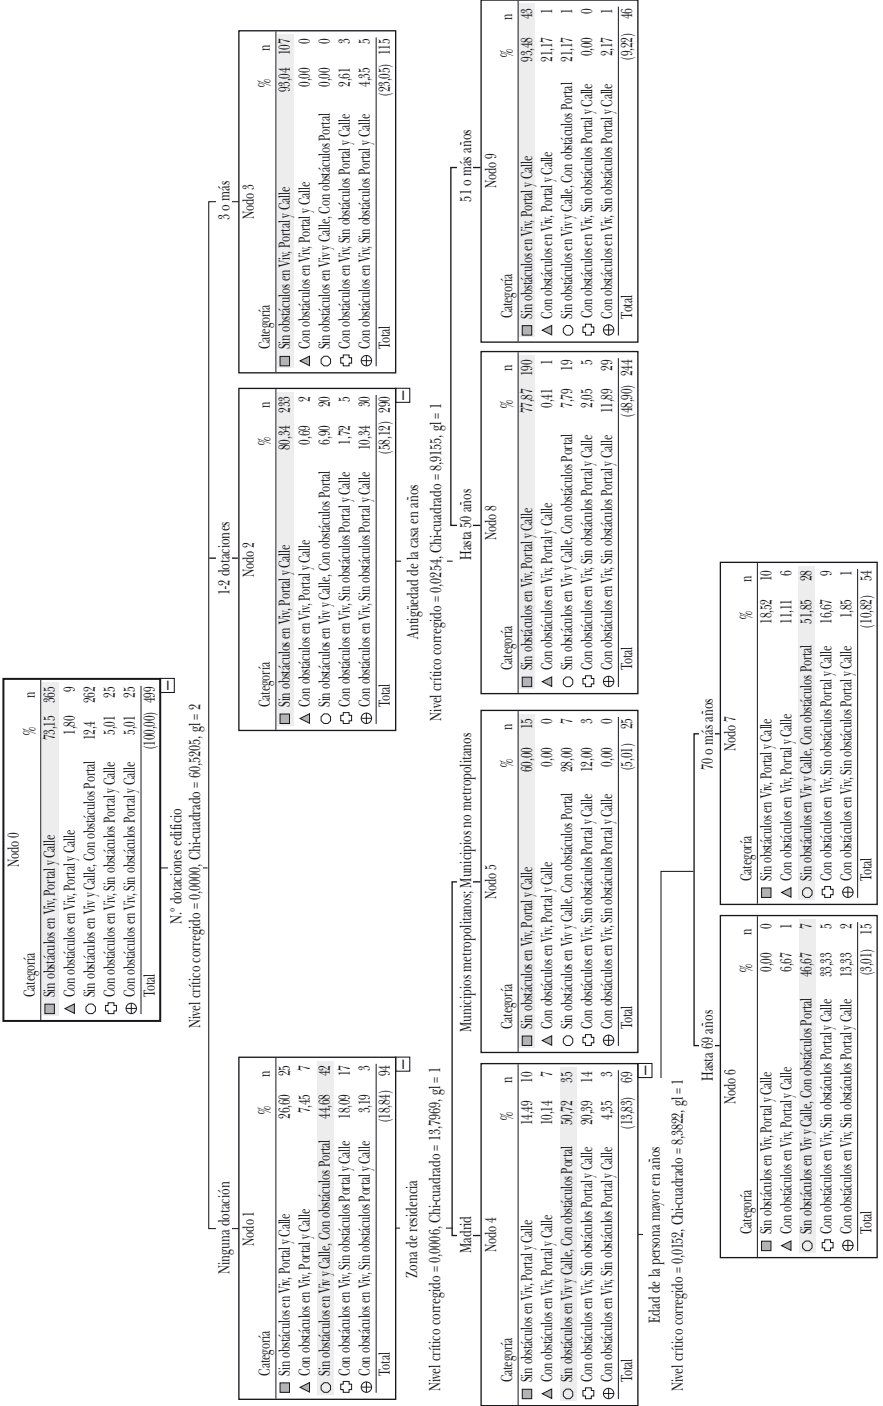 Nodo 0
Categoría % n
Sin obstáculos en Viv, Portal y Calle 73,15 365
Con obstáculos en Viv, Portal y Calle 1,80 9
Sin obstáculos en Viv y Calle, Con obstáculos Portal 12,4 262
Con obstáculos en Viv, Sin obstáculos Portal y Calle 5,01 25
Con obstáculos en Viv, Sin obstáculos Portal y Calle 5,01 25
Total (100,00) 499
N.º dotaciones edificio
Nivel crítico corregido = 0,0000, Chi-cuadrado = 60,5205, gl = 2
Ninguna dotación
Nodo 1
Categoría % n
Sin obstáculos en Viv, Portal y Calle 26,60 25
Con obstáculos en Viv, Portal y Calle 7,45 7
Sin obstáculos en Viv y Calle, Con obstáculos Portal 44,68 42
Con obstáculos en Viv, Sin obstáculos Portal y Calle 18,09 17
Con obstáculos en Viv, Sin obstáculos Portal y Calle 3,19 3
Total (18,84) 94
1-2 dotaciones
Nodo 2
Categoría % n
Sin obstáculos en Viv, Portal y Calle 80,34 233
Con obstáculos en Viv, Portal y Calle 0,69 2
Sin obstáculos en Viv y Calle, Con obstáculos Portal 6,90 20
Con obstáculos en Viv, Sin obstáculos Portal y Calle 1,72 5
Con obstáculos en Viv, Sin obstáculos Portal y Calle 10,34 30
Total (58,12) 290
3 o más
Nodo 3
Categoría % n
Sin obstáculos en Viv, Portal y Calle 93,04 107
Con obstáculos en Viv, Portal y Calle 0,00 0
Sin obstáculos en Viv y Calle, Con obstáculos Portal 0,00 0
Con obstáculos en Viv, Sin obstáculos Portal y Calle 2,61 3
Con obstáculos en Viv, Sin obstáculos Portal y Calle 4,35 5
Total (23,05) 115
Zona de residencia
Nivel crítico corregido = 0,0006, Chi-cuadrado = 13,7969, gl = 1
Antigüedad de la casa en años
Nivel crítico corregido = 0,0254, Chi-cuadrado = 8,9155, gl = 1
Madrid
Nodo 4
Categoría % n
Sin obstáculos en Viv, Portal y Calle 14,49 10
Con obstáculos en Viv, Portal y Calle 10,14 7
Sin obstáculos en Viv y Calle, Con obstáculos Portal 50,72 35
Con obstáculos en Viv, Sin obstáculos Portal y Calle 20,39 14
Con obstáculos en Viv, Sin obstáculos Portal y Calle 4,35 3
Total (13,83) 69
Municipios metropolitanos; Municipios no metropolitanos
Nodo 5
Categoría % n
Sin obstáculos en Viv, Portal y Calle 60,00 15
Con obstáculos en Viv, Portal y Calle 0,00 0
Sin obstáculos en Viv y Calle, Con obstáculos Portal 28,00 7
Con obstáculos en Viv, Sin obstáculos Portal y Calle 12,00 3
Con obstáculos en Viv, Sin obstáculos Portal y Calle 0,00 0
Total (5,01) 25
Hasta 50 años
Nodo 8
Categoría % n
Sin obstáculos en Viv, Portal y Calle 77,87 190
Con obstáculos en Viv, Portal y Calle 0,41 1
Sin obstáculos en Viv y Calle, Con obstáculos Portal 7,79 19
Con obstáculos en Viv, Sin obstáculos Portal y Calle 2,05 5
Con obstáculos en Viv, Sin obstáculos Portal y Calle 11,89 29
Total (48,90) 244
51 o más años
Nodo 9
Categoría % n
Sin obstáculos en Viv, Portal y Calle 93,48 43
Con obstáculos en Viv, Portal y Calle 21,17 1
Sin obstáculos en Viv y Calle, Con obstáculos Portal 21,17 1
Con obstáculos en Viv, Sin obstáculos Portal y Calle 0,00 0
Con obstáculos en Viv, Sin obstáculos Portal y Calle 2,17 1
Total (9,22) 46
Edad de la persona mayor en años
Nivel crítico corregido = 0,0152, Chi-cuadrado = 8,3822, gl = 1
Hasta 69 años
Nodo 6
Categoría % n
Sin obstáculos en Viv, Portal y Calle 0,00 0
Con obstáculos en Viv, Portal y Calle 6,67 1
Sin obstáculos en Viv y Calle, Con obstáculos Portal 46,67 7
Con obstáculos en Viv, Sin obstáculos Portal y Calle 33,33 5
Con obstáculos en Viv, Sin obstáculos Portal y Calle 13,33 2
Total (3,01) 15
70 o más años
Nodo 7
Categoría % n
Sin obstáculos en Viv, Portal y Calle 18,52 10
Con obstáculos en Viv, Portal y Calle 11,11 6
Sin obstáculos en Viv y Calle, Con obstáculos Portal 51,85 28
Con obstáculos en Viv, Sin obstáculos Portal y Calle 16,67 9
Con obstáculos en Viv, Sin obstáculos Portal y Calle 1,85 1
Total (10,82) 54